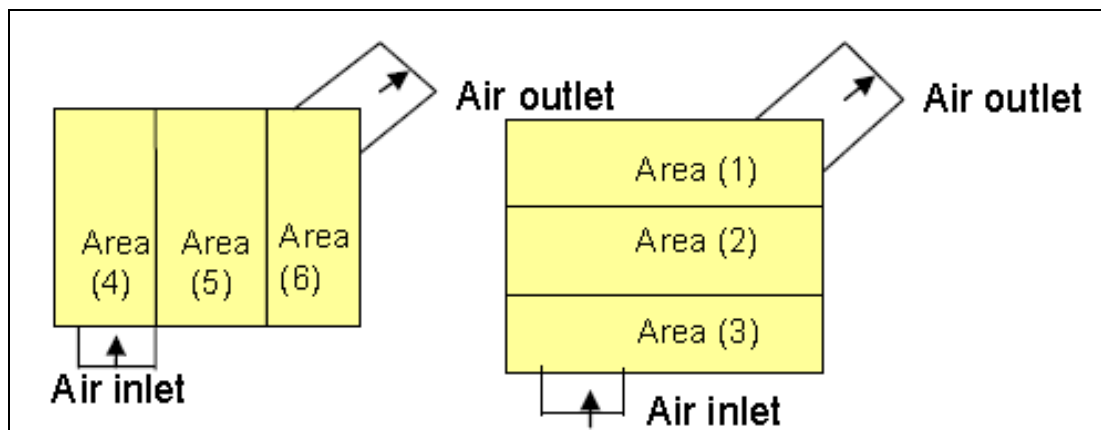 Air outlet
Area
(4)
Area
(5)
Area
(6)
Air inlet
Air outlet
Area (1)
Area (2)
Area (3)
Air inlet